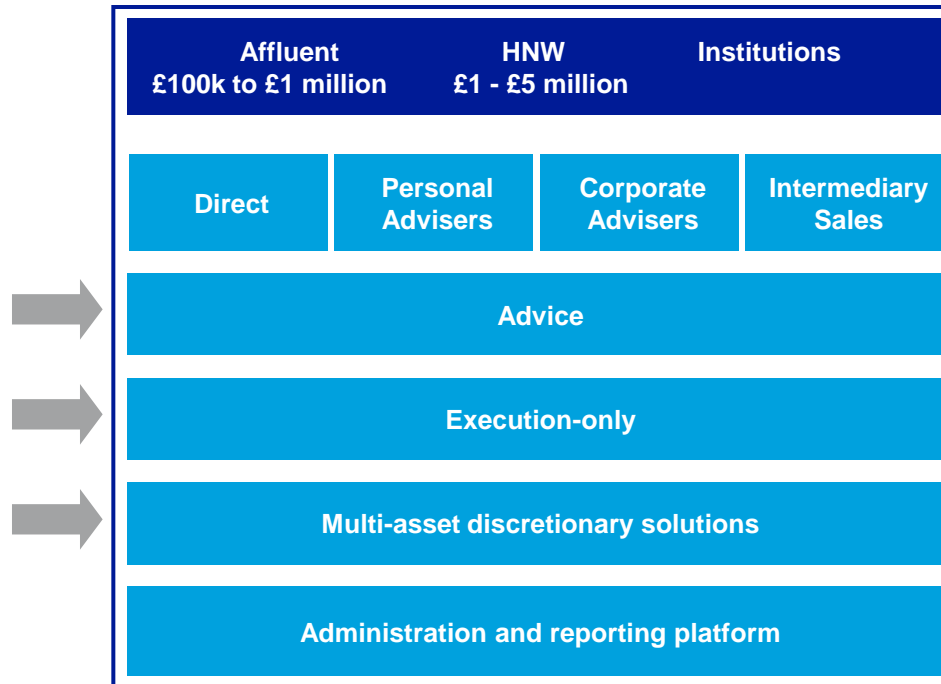 Affluent
£100k to £1 million
HNW
£1 - £5 million
Institutions
Direct
Personal
Advisers
Corporate
Advisers
Intermediary
Sales
Advice
Execution-only
Multi-asset discretionary solutions
Administration and reporting platform